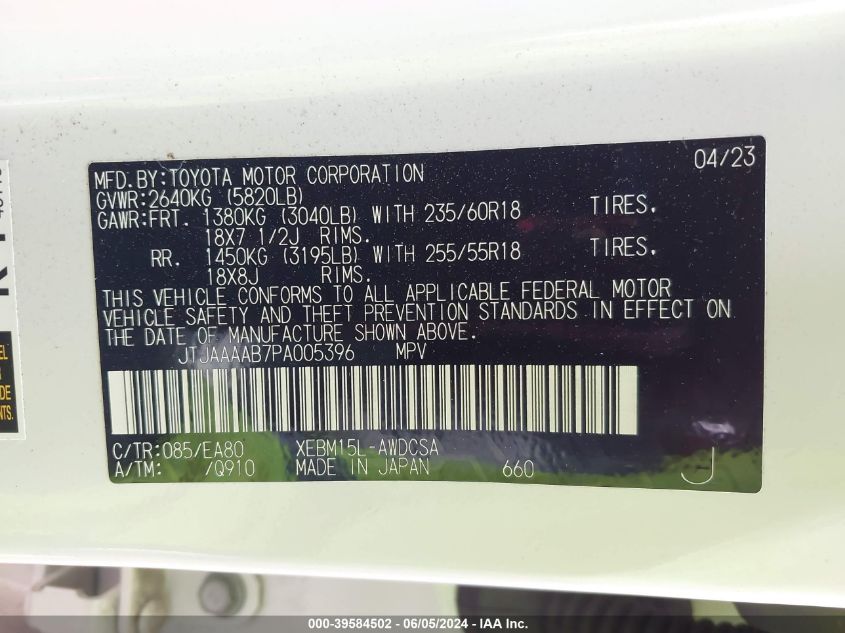 MFD.BY:TOYOTA MOTOR CORPORATION 04/23
GVWR:2640KG (5820LB)
GAWR:FRT. 1380KG (3040LB) WITH 235/60R18 TIRES.
18X7 1/2J RIMS.
RR. 1450KG (3195LB) WITH 255/55R18 TIRES.
18X8J RIMS.
THIS VEHICLE CONFORMS TO ALL APPLICABLE FEDERAL MOTOR
VEHICLE SAFETY AND THEFT PREVENTION STANDARDS IN EFFECT ON
THE DATE OF MANUFACTURE SHOWN ABOVE.
JTJAAAAB7PA005396 MPV
C/TR:085/EA80 XEBM15L-AWDCSA
A/TM: /Q910 MADE IN JAPAN 660 J
000-39584502 - 06/05/2024 - IAAI, Inc.